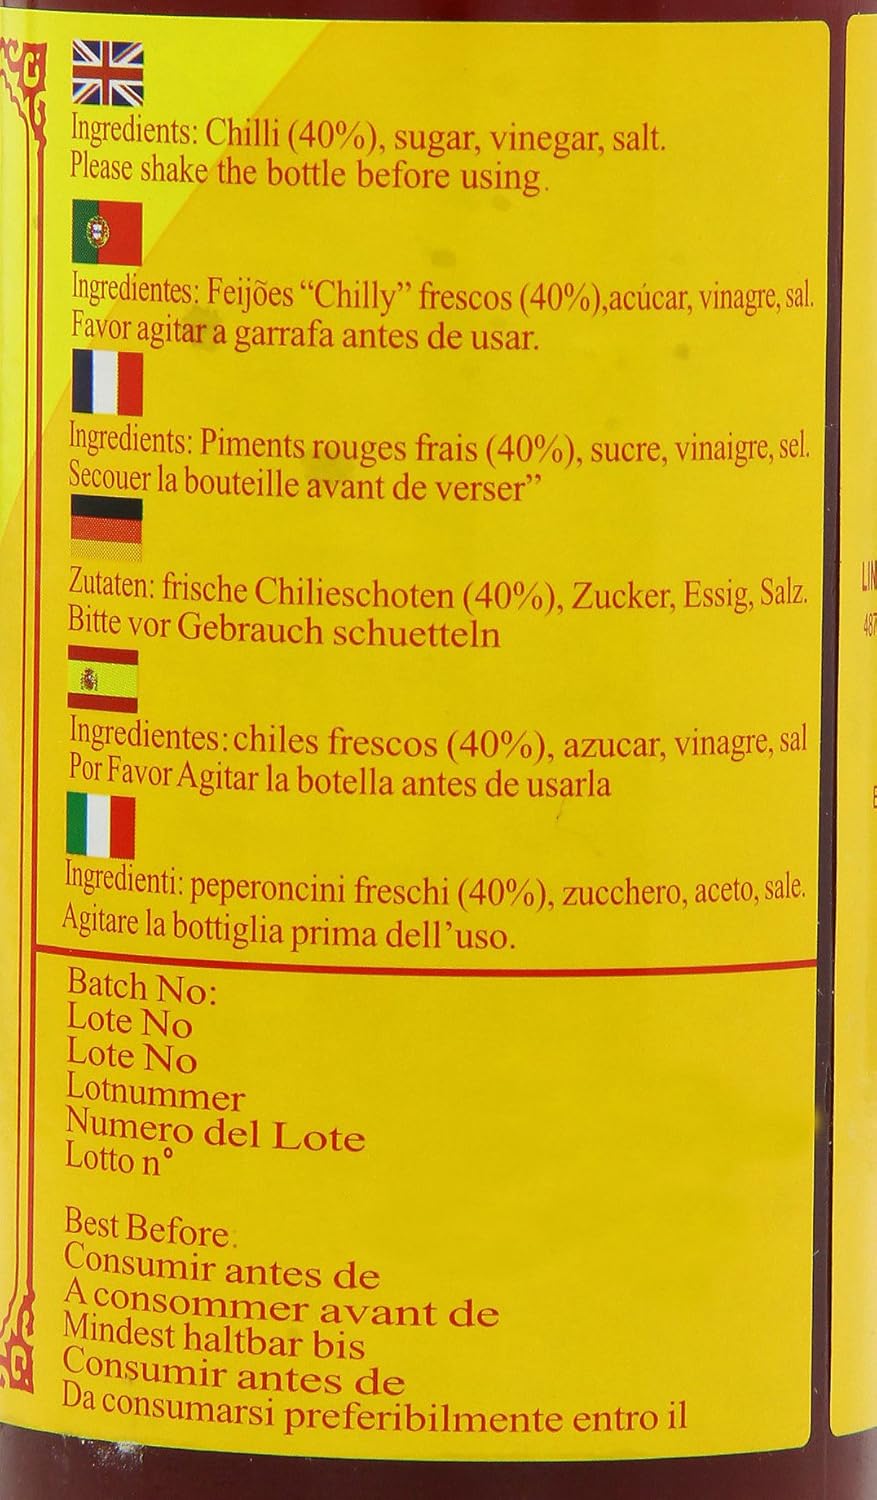 Ingredients: Chilli (40%), sugar, vinegar, salt.
Please shake the bottle before using.
Ingredientes: Feijões “Chilly” frescos (40%),acúcar, vinagre, sal.
Favor agitar a garrafa antes de usar.
Ingredients: Piments rouges frais (40%), sucre, vinaigre, sel.
Secouer la bouteille avant de verser”
Zutaten: frische Chilieschoten (40%), Zucker, Essig, Salz.
Bitte vor Gebrauch schuetteln
Ingredientes: chiles frescos (40%), azucar, vinagre, sal
Por Favor Agitar la botella antes de usarla
Ingredienti: peperoncini freschi (40%), zucchero, aceto, sale.
Agitare la bottiglia prima dell’uso.
Batch No:
Lote No
Lote No
Lotnummer
Numero del Lote
Lotto n°
Best Before:
Consumir antes de
A consommer avant de
Mindest haltbar bis
Consumir antes de
Da consumarsi preferibilmente entro il